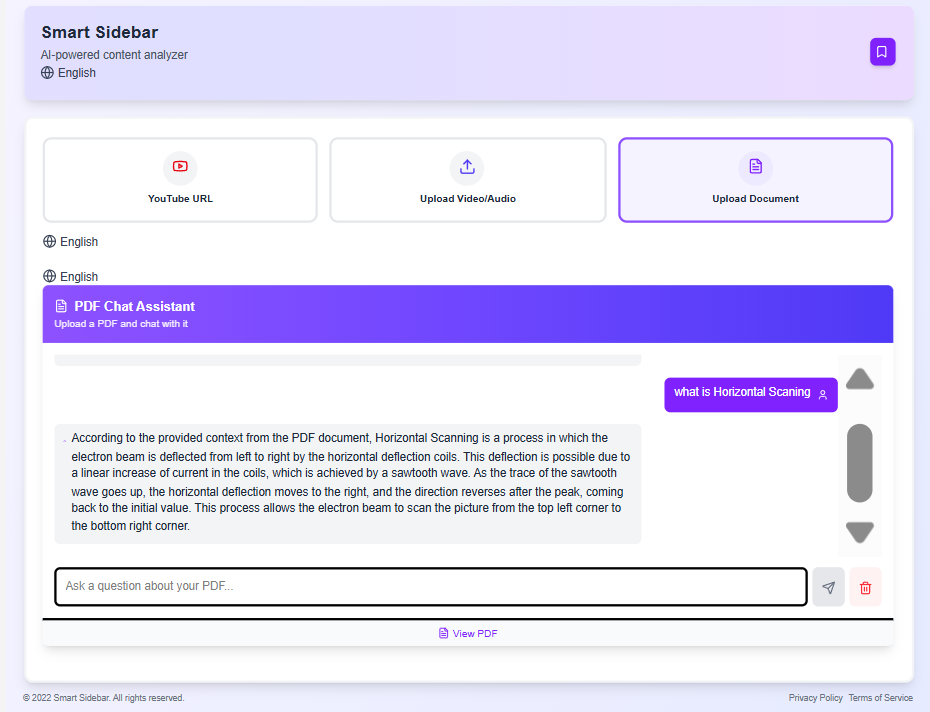 Smart Sidebar
AI-powered content analyzer
English
YouTube URL
Upload Video/Audio
Upload Document
English
English
PDF Chat Assistant
Upload a PDF and chat with it
what is Horizontal Scaning
According to the provided context from the PDF document, Horizontal Scanning is a process in which the
electron beam is deflected from left to right by the horizontal deflection coils. This deflection is possible due to
a linear increase of current in the coils, which is achieved by a sawtooth wave. As the trace of the sawtooth
wave goes up, the horizontal deflection moves to the right, and the direction reverses after the peak, coming
back to the initial value. This process allows the electron beam to scan the picture from the top left corner to
the bottom right corner.
Ask a question about your PDF...
View PDF
© 2022 Smart Sidebar. All rights reserved.
Privacy Policy Terms of Service